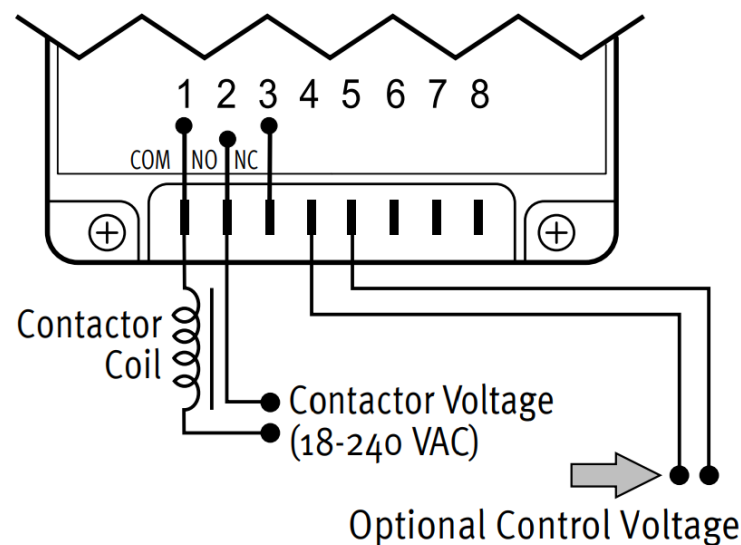 1 2 3 4 5 6 7 8
COM NO NC
Contactor
Coil
Contactor Voltage
(18-240 VAC)
Optional Control Voltage